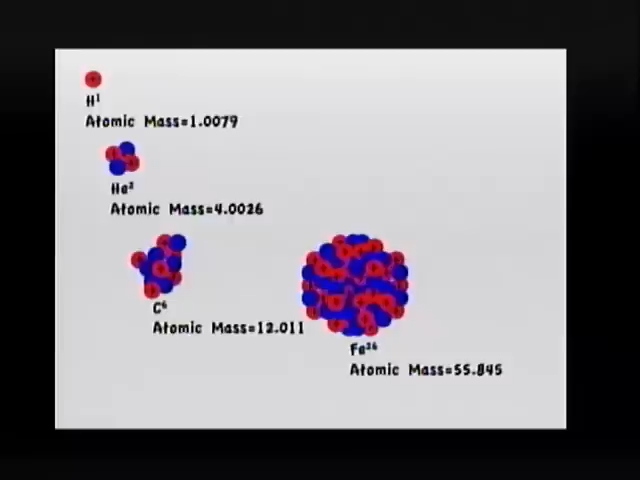 H¹
Atomic Mass=1.0079
He²
Atomic Mass=4.0026
C⁶
Atomic Mass=12.011
Fe²⁶
Atomic Mass=55.845